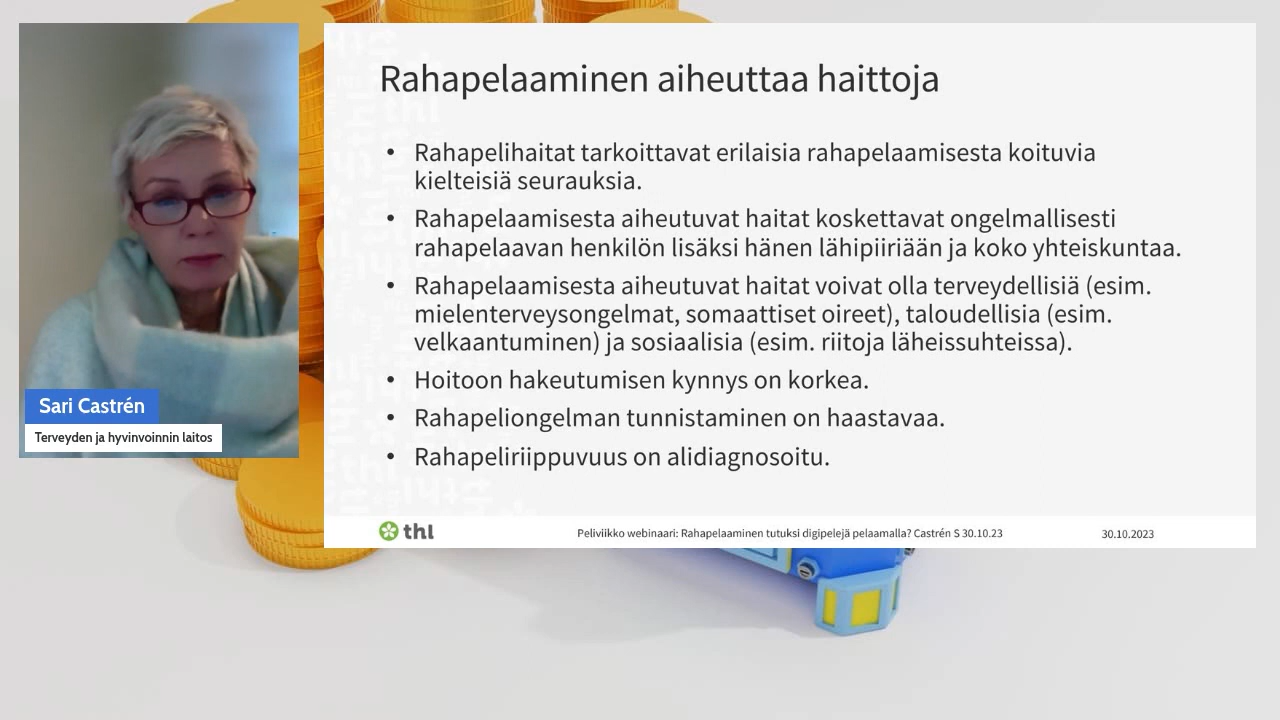 Rahapelaaminen aiheuttaa haittoja
• Rahapelihaitat tarkoittavat erilaisia rahapelaamisesta koituvia
kielteisiä seurauksia.
• Rahapelaamisesta aiheutuvat haitat koskettavat ongelmallisesti
rahapelaavan henkilön lisäksi hänen lähipiiriään ja koko yhteiskuntaa.
• Rahapelaamisesta aiheutuvat haitat voivat olla terveydellisiä (esim.
mielenterveysongelmat, somaattiset oireet), taloudellisia (esim.
velkaantuminen) ja sosiaalisia (esim. riitoja läheissuhteissa).
• Hoitoon hakeutumisen kynnys on korkea.
• Rahapeliongelman tunnistaminen on haastavaa.
• Rahapeliriippuvuus on alidiagnosoitu.
Sari Castrén
Terveyden ja hyvinvoinnin laitos
thl
Peliviikko webinaari: Rahapelaaminen tutuksi digipelejä pelaamalla? Castrén S 30.10.23
30.10.2023